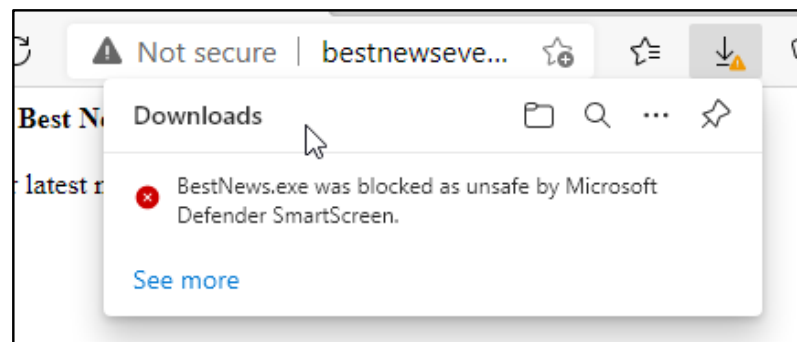 Not secure | bestnewseve...
Best N
Downloads
r latest r
BestNews.exe was blocked as unsafe by Microsoft
Defender SmartScreen.
See more